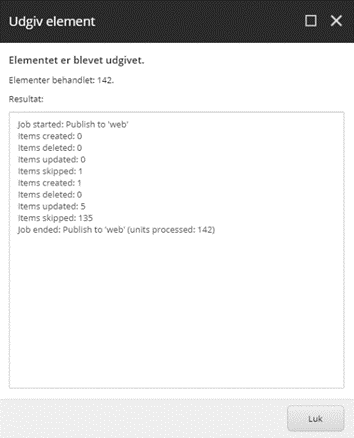 Udgiv element
Elementet er blevet udgivet.
Elementer behandlet: 142.
Resultat:
Job started: Publish to 'web'
Items created: 0
Items deleted: 0
Items updated: 0
Items skipped: 1
Items created: 1
Items deleted: 0
Items updated: 5
Items skipped: 135
Job ended: Publish to 'web' (units processed: 142)
Luk